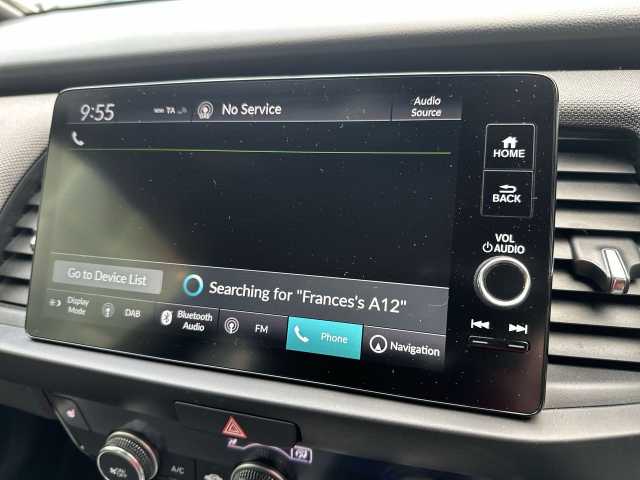 9:55
TA
No Service
Audio
Source
HOME
BACK
VOL
AUDIO
Go to Device List
Searching for "Frances's A12"
Display
Mode
DAB
Bluetooth
Audio
FM
Phone
Navigation
A/C